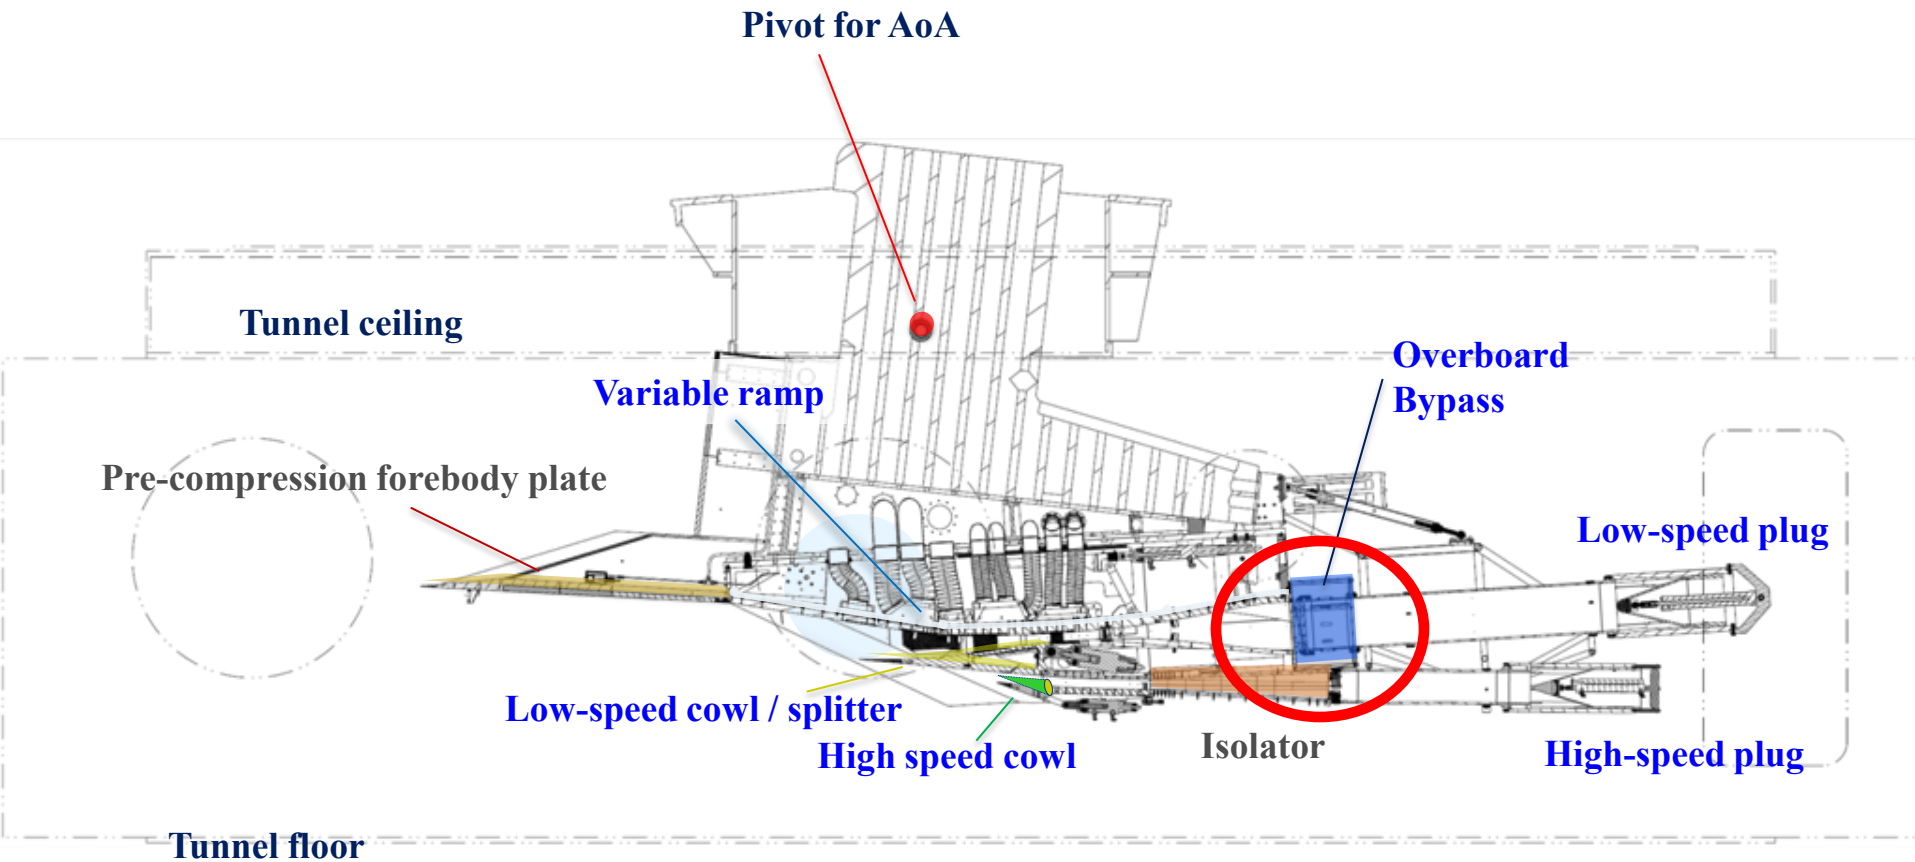 Pivot for AoA
Tunnel ceiling
Overboard
Bypass
Variable ramp
Pre-compression forebody plate
Low-speed plug
Low-speed cowl / splitter
High speed cowl
Isolator
High-speed plug
Tunnel floor